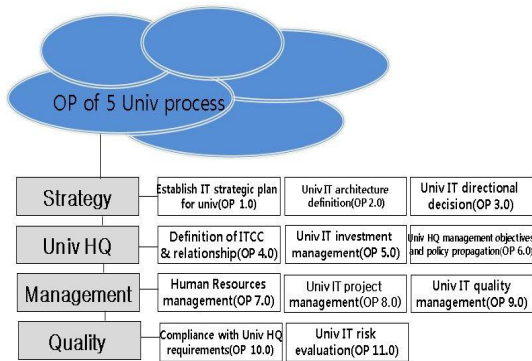 OP of 5 Univ process
Strategy
Establish IT strategic plan
for univ(OP 1.0)
Univ IT architecture
definition(OP 2.0)
Univ IT directional
decision(OP 3.0)
Univ HQ
Definition of ITCC
& relationship(OP 4.0)
Univ IT investment
management(OP 5.0)
Univ HQ management objectives
and policy propagation(OP 6.0)
Management
Human Resources
management(OP 7.0)
Univ IT project
management(OP 8.0)
Univ IT quality
management(OP 9.0)
Quality
Compliance with Univ HQ
requirements(OP 10.0)
Univ IT risk
evaluation(OP 11.0)